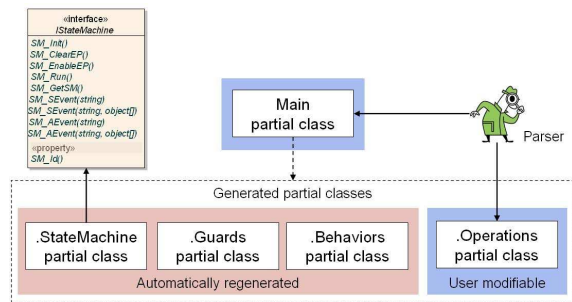 «interface»
IStateMachine
SM_Init()
SM_ClearEP()
SM_EnableEP()
SM_Run()
SM_GetSM()
SM_SEvent(string)
SM_SEvent(string, object[])
SM_AEvent(string)
SM_AEvent(string, object[])
«property»
SM_Id()
Main
partial class
Parser
Generated partial classes
.StateMachine
partial class
.Guards
partial class
.Behaviors
partial class
Automatically regenerated
.Operations
partial class
User modifiable